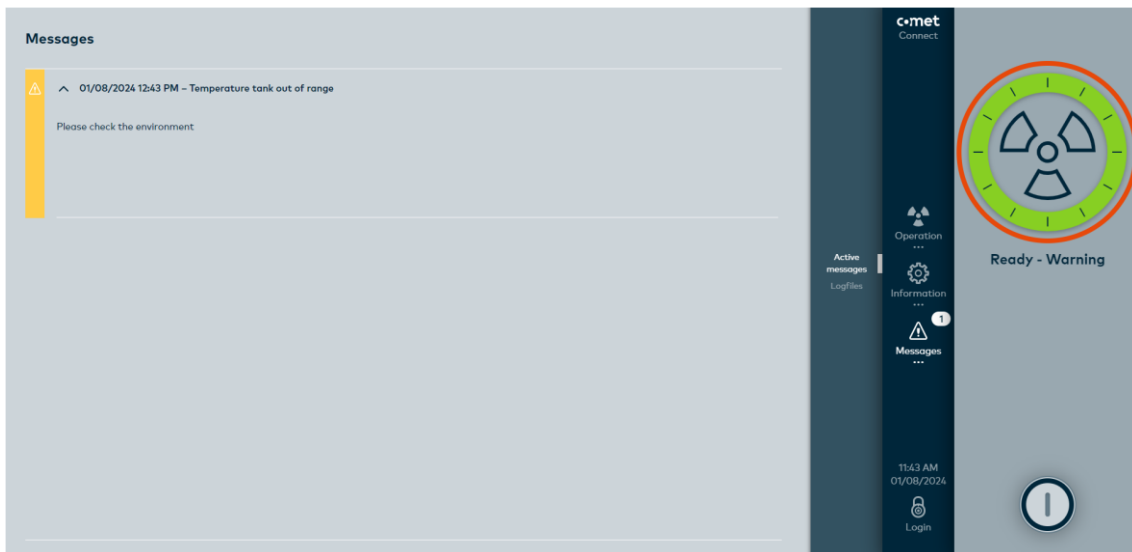 Messages
01/08/2024 12:43 PM – Temperature tank out of range
Please check the environment
Active
messages
Logfiles
comet
Connect
Operation
Information
1
Messages
11:43 AM
01/08/2024
Login
Ready - Warning